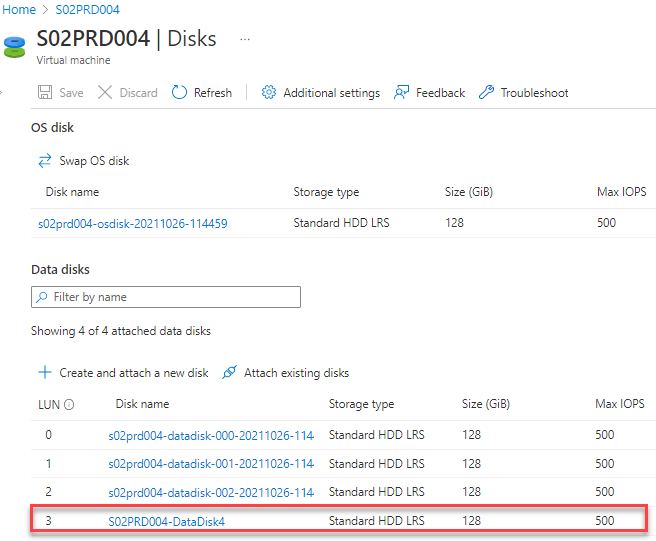 Home > S02PRD004 >
S02PRD004 | Disks ...
Virtual machine
Save Discard Refresh Additional settings Feedback Troubleshoot
OS disk
Swap OS disk
Disk name Storage type Size (GiB) Max IOPS
s02prd004-osdisk-20211026-114459 Standard HDD LRS 128 500
Data disks
Filter by name
Showing 4 of 4 attached data disks
Create and attach a new disk Attach existing disks
LUN Disk name Storage type Size (GiB) Max IOPS
0 s02prd004-datadisk-000-20211026-114 Standard HDD LRS 128 500
1 s02prd004-datadisk-001-20211026-114 Standard HDD LRS 128 500
2 s02prd004-datadisk-002-20211026-114 Standard HDD LRS 128 500
3 S02PRD004-DataDisk4 Standard HDD LRS 128 500